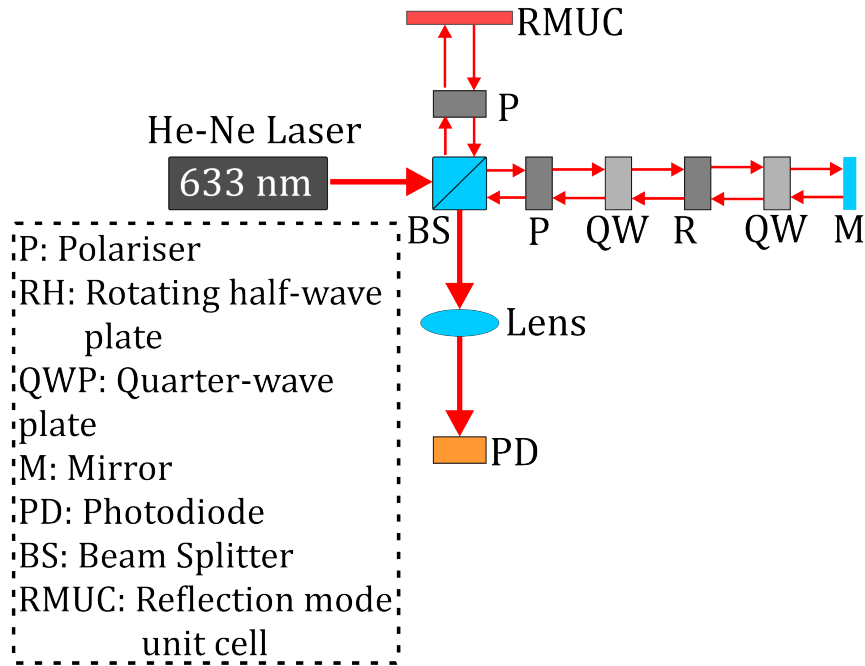 RMUC
P
He-Ne Laser
633 nm
BS
P
QW
R
QW
M
Lens
PD
P: Polariser
RH: Rotating half-wave
plate
QWP: Quarter-wave
plate
M: Mirror
PD: Photodiode
BS: Beam Splitter
RMUC: Reflection mode
unit cell